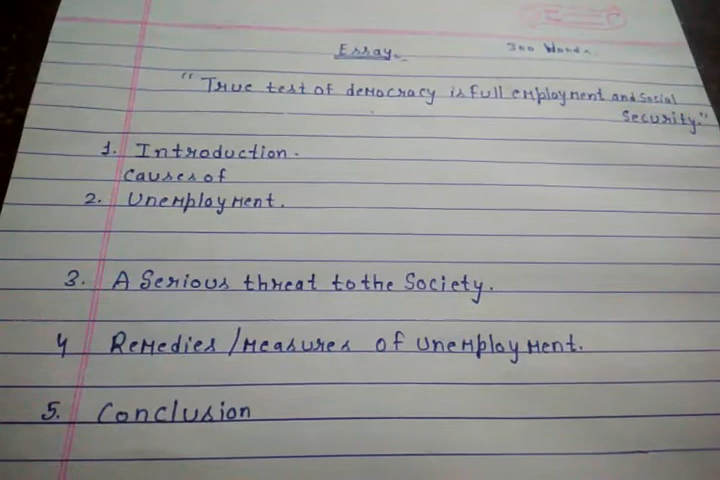 Essay.
300 Words.
"True test of democracy is full employment and Social
Security."
1. Introduction.
Causes of
2. Unemployment.
3. A Serious threat to the Society.
4 Remedies/measures of unemployment.
5. Conclusion